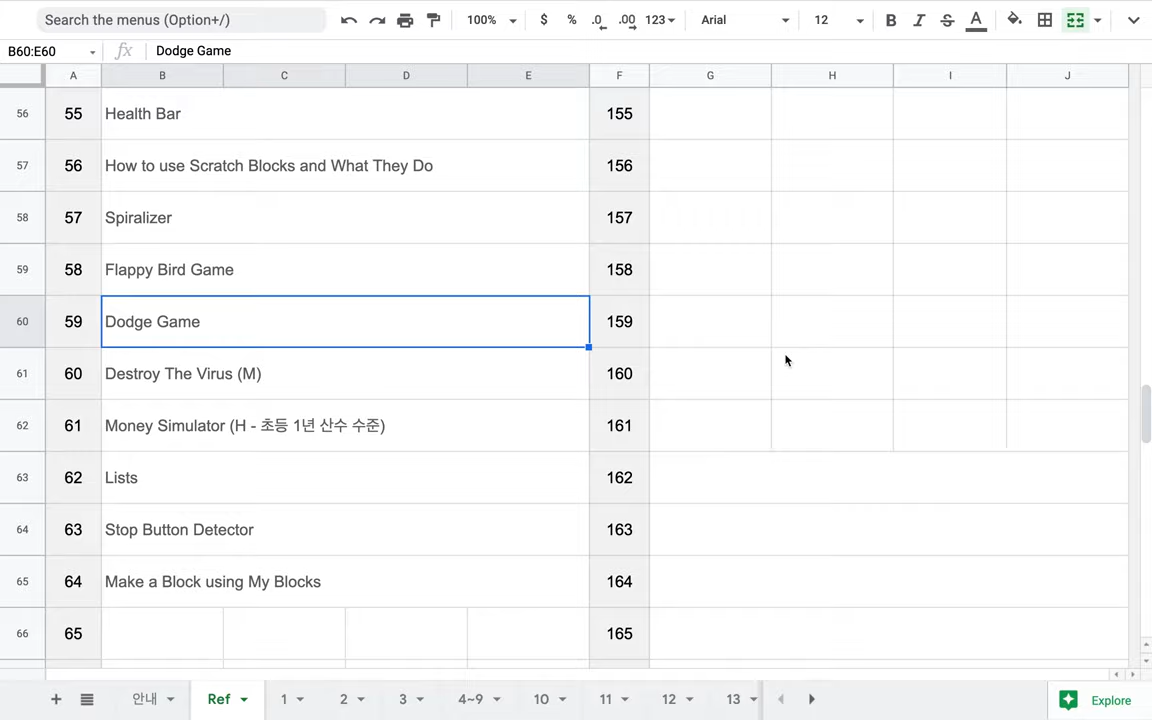 Search the menus (Option+/) 100% $ % .0 .00 123 Arial 12 B I S A
B60:E60 fx Dodge Game
A B C D E F G H I J
56 55 Health Bar 155
57 56 How to use Scratch Blocks and What They Do 156
58 57 Spiralizer 157
59 58 Flappy Bird Game 158
60 59 Dodge Game 159
61 60 Destroy The Virus (M) 160
62 61 Money Simulator (H - 초등 1년 산수 수준) 161
63 62 Lists 162
64 63 Stop Button Detector 163
65 64 Make a Block using My Blocks 164
66 65 165
+ 안내 Ref 1 2 3 4~9 10 11 12 13 Explore